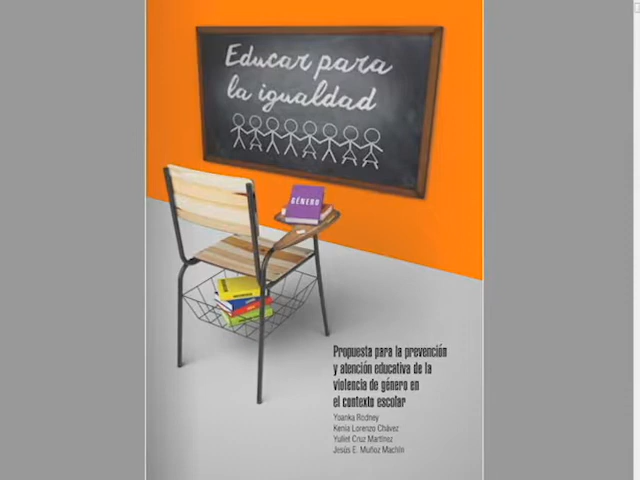 Educar para
la igualdad
GÉNERO
Propuesta para la prevención
y atención educativa de la
violencia de género en
el contexto escolar
Yoanka Rodney
Kenia Lorenzo Chávez
Yuliet Cruz Martínez
Jesús E. Muñoz Machín